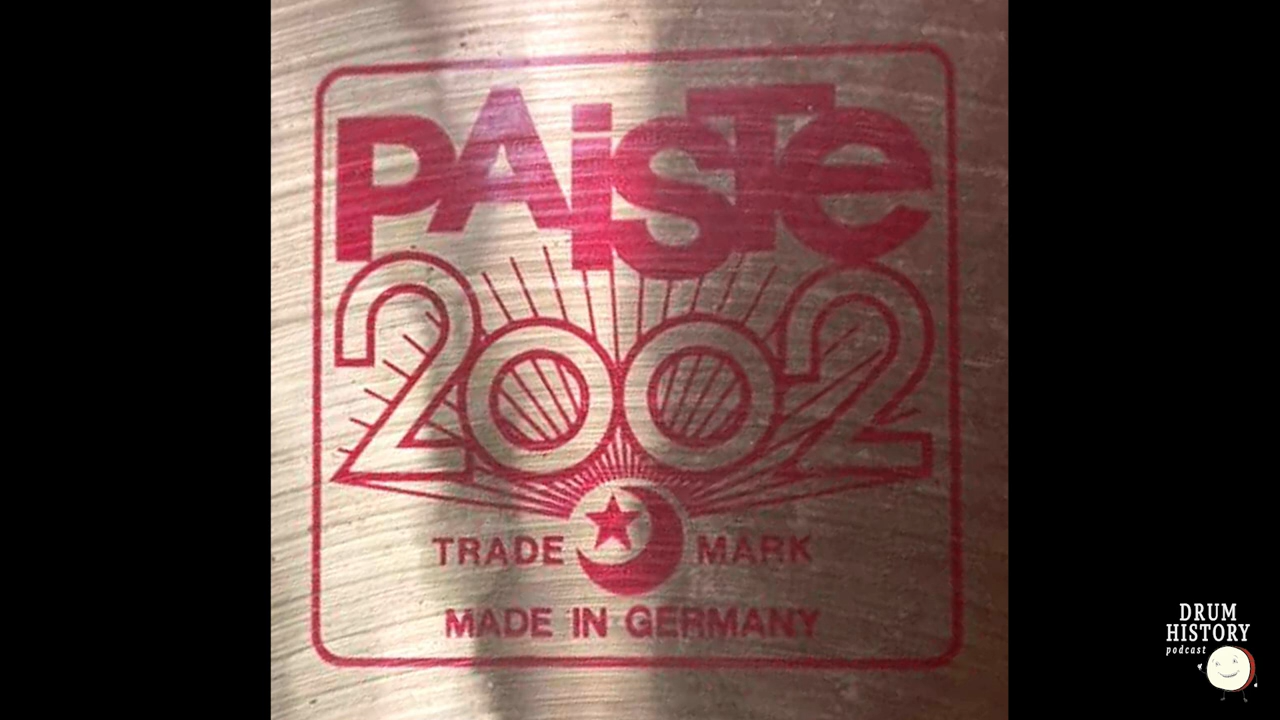 PAiSTe
2002
TRADE MARK
MADE IN GERMANY
DRUM
HISTORY
podcast